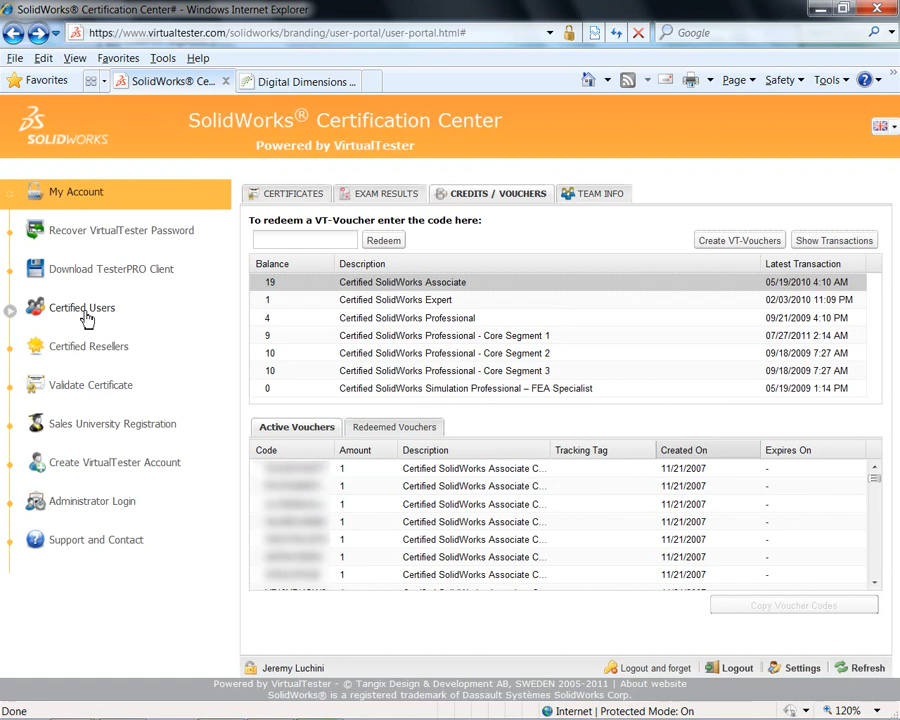 SolidWorks® Certification Center# - Windows Internet Explorer
https://www.virtualtester.com/solidworks/branding/user-portal/user-portal.html#
Google
File Edit View Favorites Tools Help
Favorites
SolidWorks® Ce...
Digital Dimensions ...
Page Safety Tools
SOLIDWORKS
SolidWorks® Certification Center
Powered by VirtualTester
My Account
Recover VirtualTester Password
Download TesterPRO Client
Certified Users
Certified Resellers
Validate Certificate
Sales University Registration
Create VirtualTester Account
Administrator Login
Support and Contact
CERTIFICATES EXAM RESULTS CREDITS / VOUCHERS TEAM INFO
To redeem a VT-Voucher enter the code here:
Redeem Create VT-Vouchers Show Transactions
Balance Description Latest Transaction
19 Certified SolidWorks Associate 05/19/2010 4:10 AM
1 Certified SolidWorks Expert 02/03/2010 11:09 PM
4 Certified SolidWorks Professional 09/21/2009 4:10 PM
9 Certified SolidWorks Professional - Core Segment 1 07/27/2011 2:14 AM
10 Certified SolidWorks Professional - Core Segment 2 09/18/2009 7:27 AM
10 Certified SolidWorks Professional - Core Segment 3 09/18/2009 7:27 AM
0 Certified SolidWorks Simulation Professional – FEA Specialist 05/19/2009 1:14 PM
Active Vouchers Redeemed Vouchers
Code Amount Description Tracking Tag Created On Expires On
1 Certified SolidWorks Associate C... 11/21/2007 -
1 Certified SolidWorks Associate C... 11/21/2007 -
1 Certified SolidWorks Associate C... 11/21/2007 -
1 Certified SolidWorks Associate C... 11/21/2007 -
1 Certified SolidWorks Associate C... 11/21/2007 -
1 Certified SolidWorks Associate C... 11/21/2007 -
1 Certified SolidWorks Associate C... 11/21/2007 -
Copy Voucher Codes
Jeremy Luchini Logout and forget Logout Settings Refresh
Powered by VirtualTester - © Tangix Design & Development AB, SWEDEN 2005-2011 | About website
SolidWorks® is a registered trademark of Dassault Systèmes SolidWorks Corp.
Done Internet | Protected Mode: On 120%